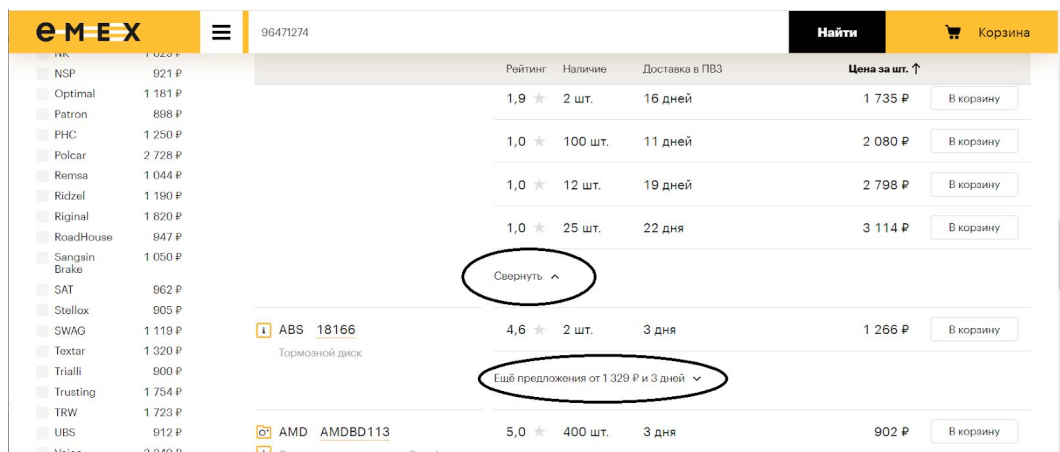 emex 96471274 Найти Корзина
1 029 ₽
Рейтинг Наличие Доставка в ПВЗ Цена за шт. ↑
NSP 921 ₽
Optimal 1 181 ₽
Patron 898 ₽
PHC 1 250 ₽
Polcar 2 728 ₽
Remsa 1 044 ₽
Ridzel 1 190 ₽
Riginal 1 820 ₽
RoadHouse 947 ₽
Sangsin Brake 1 050 ₽
SAT 962 ₽
Stellox 905 ₽
SWAG 1 119 ₽
Textar 1 320 ₽
Trialli 900 ₽
Trusting 1 754 ₽
TRW 1 723 ₽
UBS 912 ₽
1,9 2 шт. 16 дней 1 735 ₽ В корзину
1,0 100 шт. 11 дней 2 080 ₽ В корзину
1,0 12 шт. 19 дней 2 798 ₽ В корзину
1,0 25 шт. 22 дня 3 114 ₽ В корзину
Свернуть
ABS 18166 4,6 2 шт. 3 дня 1 266 ₽ В корзину
Тормозной диск
Ещё предложения от 1 329 ₽ и 3 дней
AMD AMDBD113 5,0 400 шт. 3 дня 902 ₽ В корзину